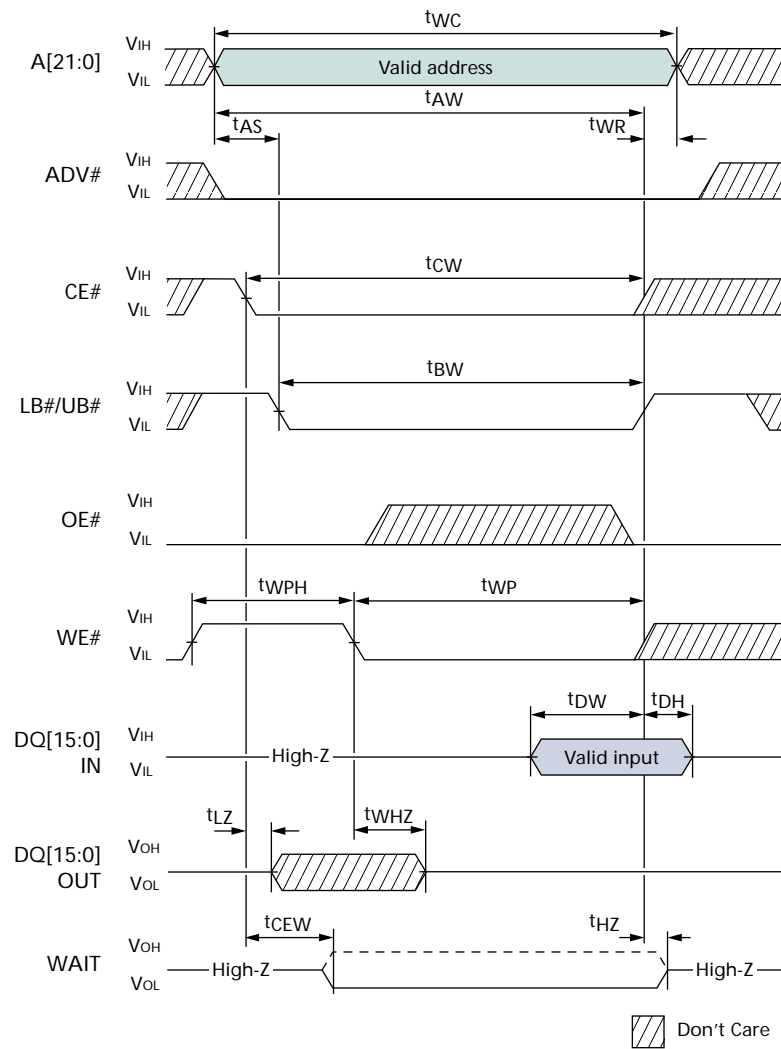 tWC
A[21:0] VIH VIL Valid address
tAW
tAS tWR
ADV# VIH VIL
tCW
CE# VIH VIL
tBW
LB#/UB# VIH VIL
OE# VIH VIL
tWPH tWP
WE# VIH VIL
tDW tDH
DQ[15:0] IN VIH VIL High-Z Valid input
tLZ tWHZ
DQ[15:0] OUT VOH VOL
tCEW tHZ
WAIT VOH VOL High-Z High-Z
Don't Care